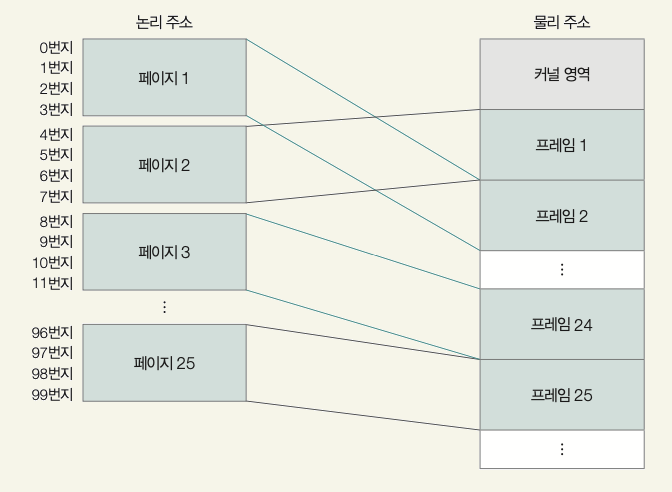 논리 주소
0번지
1번지
2번지
3번지
페이지 1
4번지
5번지
6번지
7번지
페이지 2
8번지
9번지
10번지
11번지
페이지 3
⋮
96번지
97번지
98번지
99번지
페이지 25
물리 주소
커널 영역
프레임 1
프레임 2
⋮
프레임 24
프레임 25
⋮